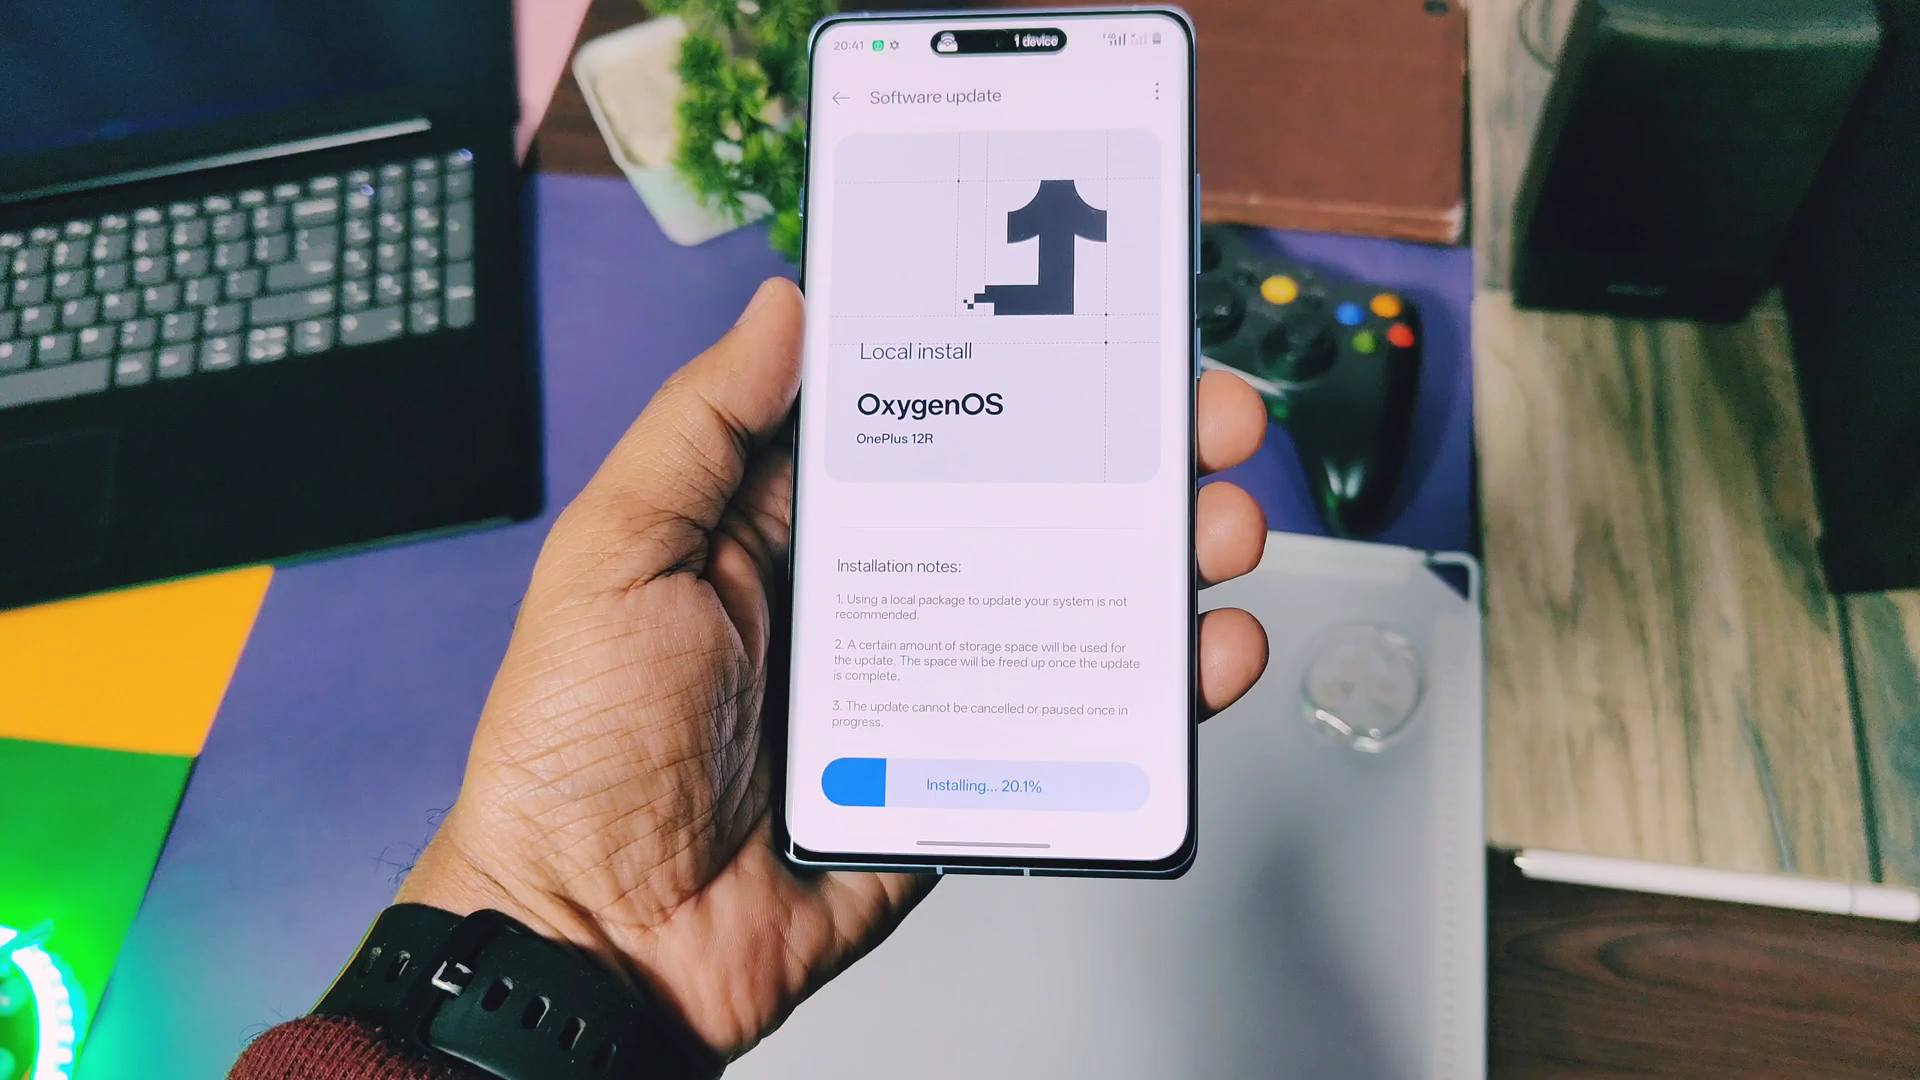 20:41
1 device
Software update
Local install
OxygenOS
OnePlus 12R
Installation notes:
1. Using a local package to update your system is not
recommended.
2. A certain amount of storage space will be used for
the update. The space will be freed up once the update
is complete.
3. The update cannot be cancelled or paused once in
progress.
Installing... 20.1%